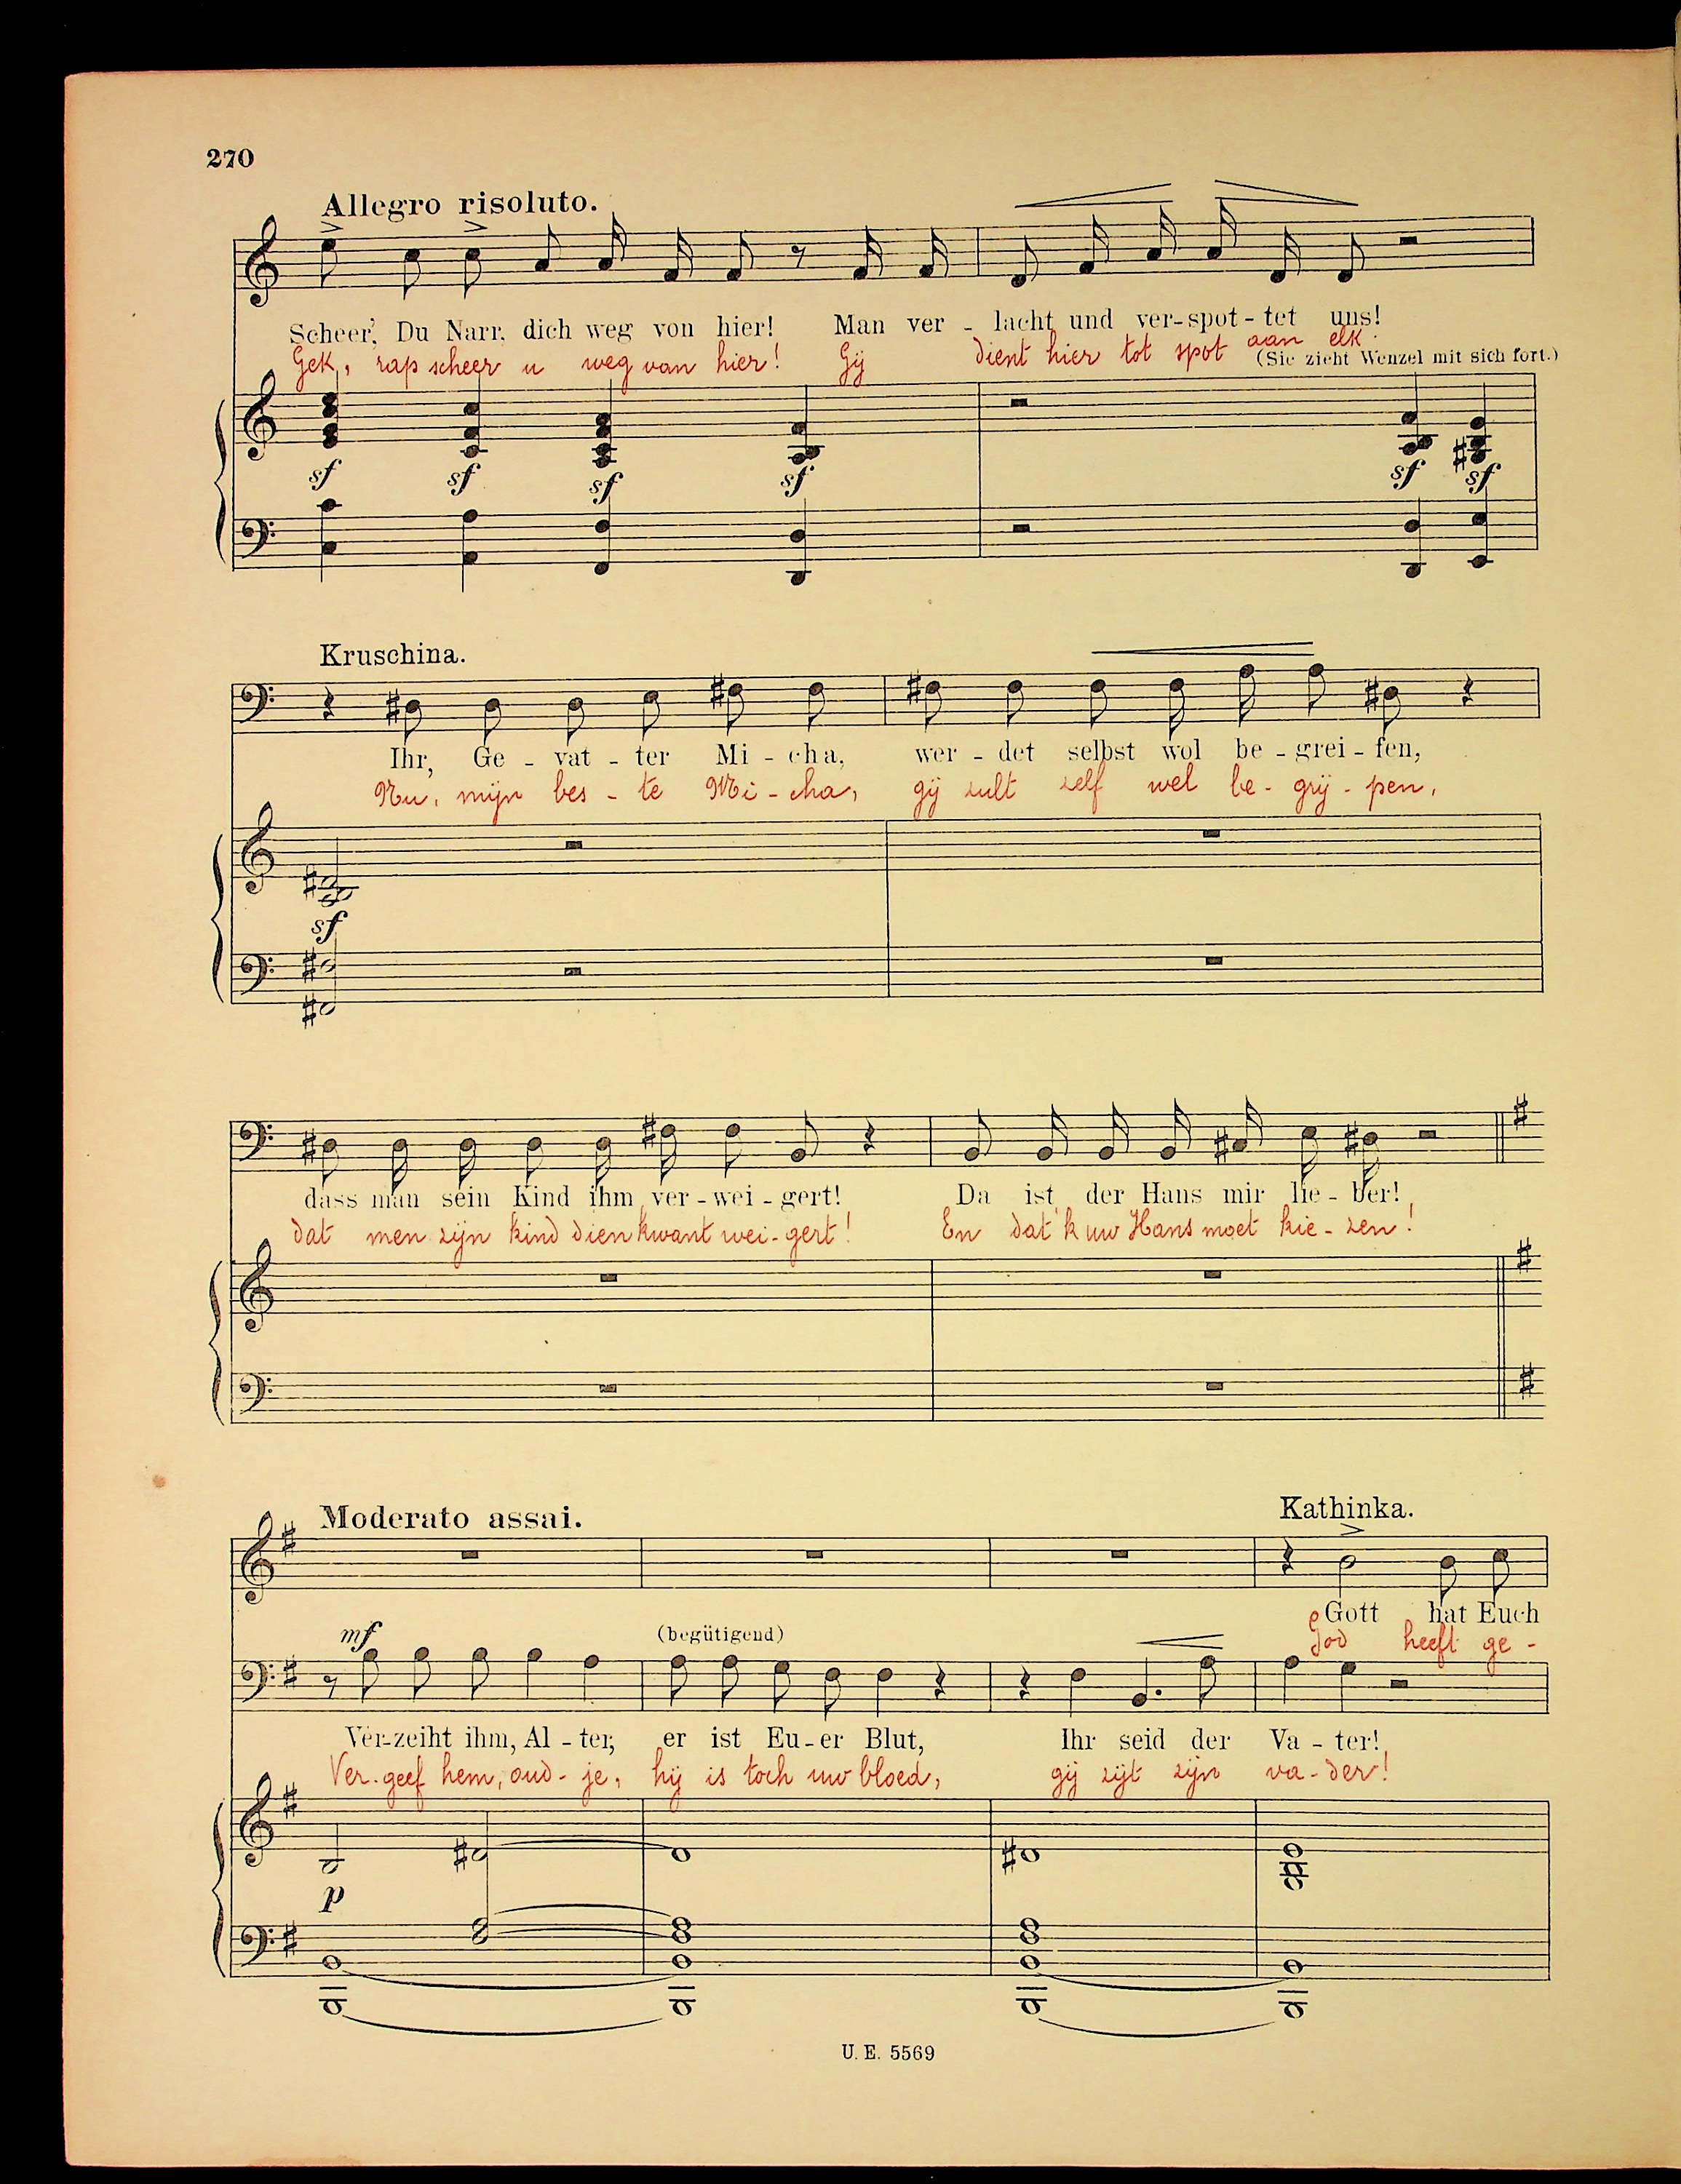 270
Allegro risoluto.
Scheer', Du Narr, dich weg von hier! Man ver - lacht und ver-spot-tet uns!
Gek, rap scheer u weg van hier! Gij dient hier tot spot aan elk.
(Sie zieht Wenzel mit sich fort.)
sf sf sf sf sf sf
Kruschina.
Ihr, Ge - vat - ter Mi - cha, wer - det selbst wol be - grei - fen,
Nu, mijn bes - te Mi - cha, gij zult zelf wel be - grij - pen,
sf
dass man sein Kind ihm ver - wei - gert! Da ist der Hans mir lie - ber!
dat men zijn kind dien kwant wei - gert! En dat 'k uw Hans moet kie - zen!
Moderato assai.
Kathinka.
Gott hat Euch
God heeft ge -
mf (begütigend)
Ver-zeiht ihm, Al - ter, er ist Eu - er Blut, Ihr seid der Va - ter!
Ver-geef hem, oud - je, hij is toch uw bloed, gij zijt zijn va - der!
p
U. E. 5569